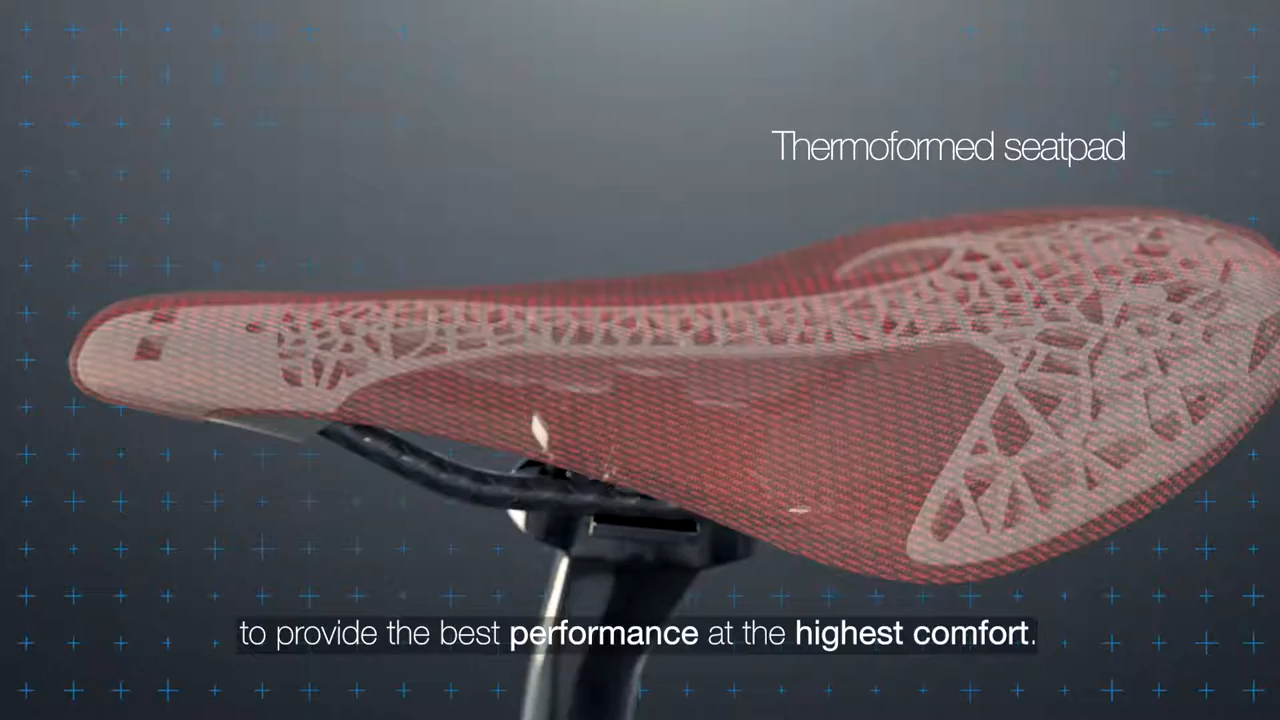 Thermoformed seatpad
to provide the best performance at the highest comfort.